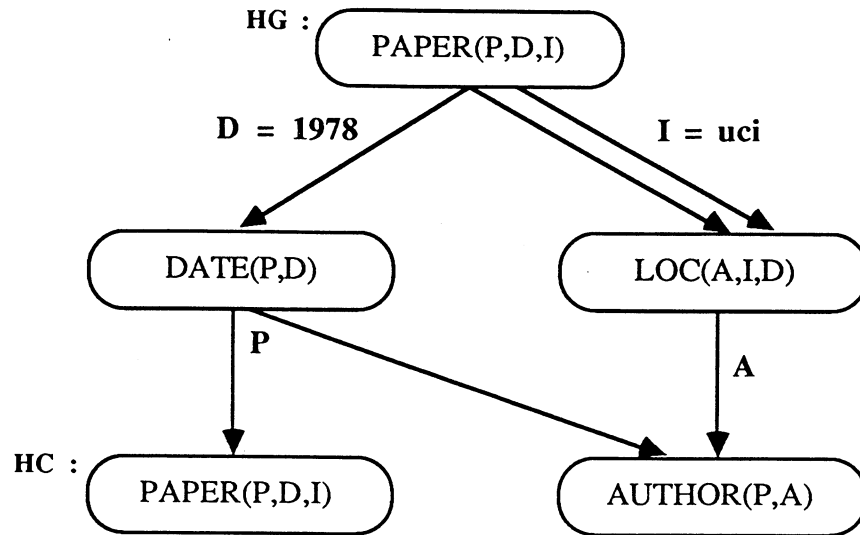 HG :
PAPER(P,D,I)
D = 1978
I = uci
DATE(P,D)
LOC(A,I,D)
P
A
HC :
PAPER(P,D,I)
AUTHOR(P,A)